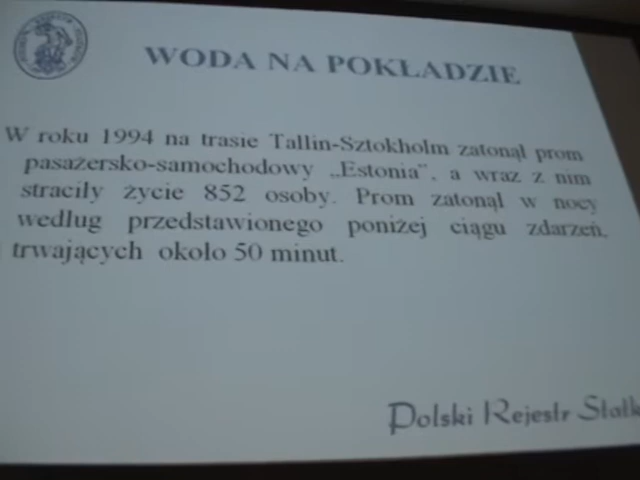 WODA NA POKŁADZIE
W roku 1994 na trasie Tallin-Sztokholm zatonął prom
pasażersko-samochodowy „Estonia”, a wraz z nim
straciły życie 852 osoby. Prom zatonął w nocy
według przedstawionego poniżej ciągu zdarzeń,
trwających około 50 minut.
Polski Rejestr Statk